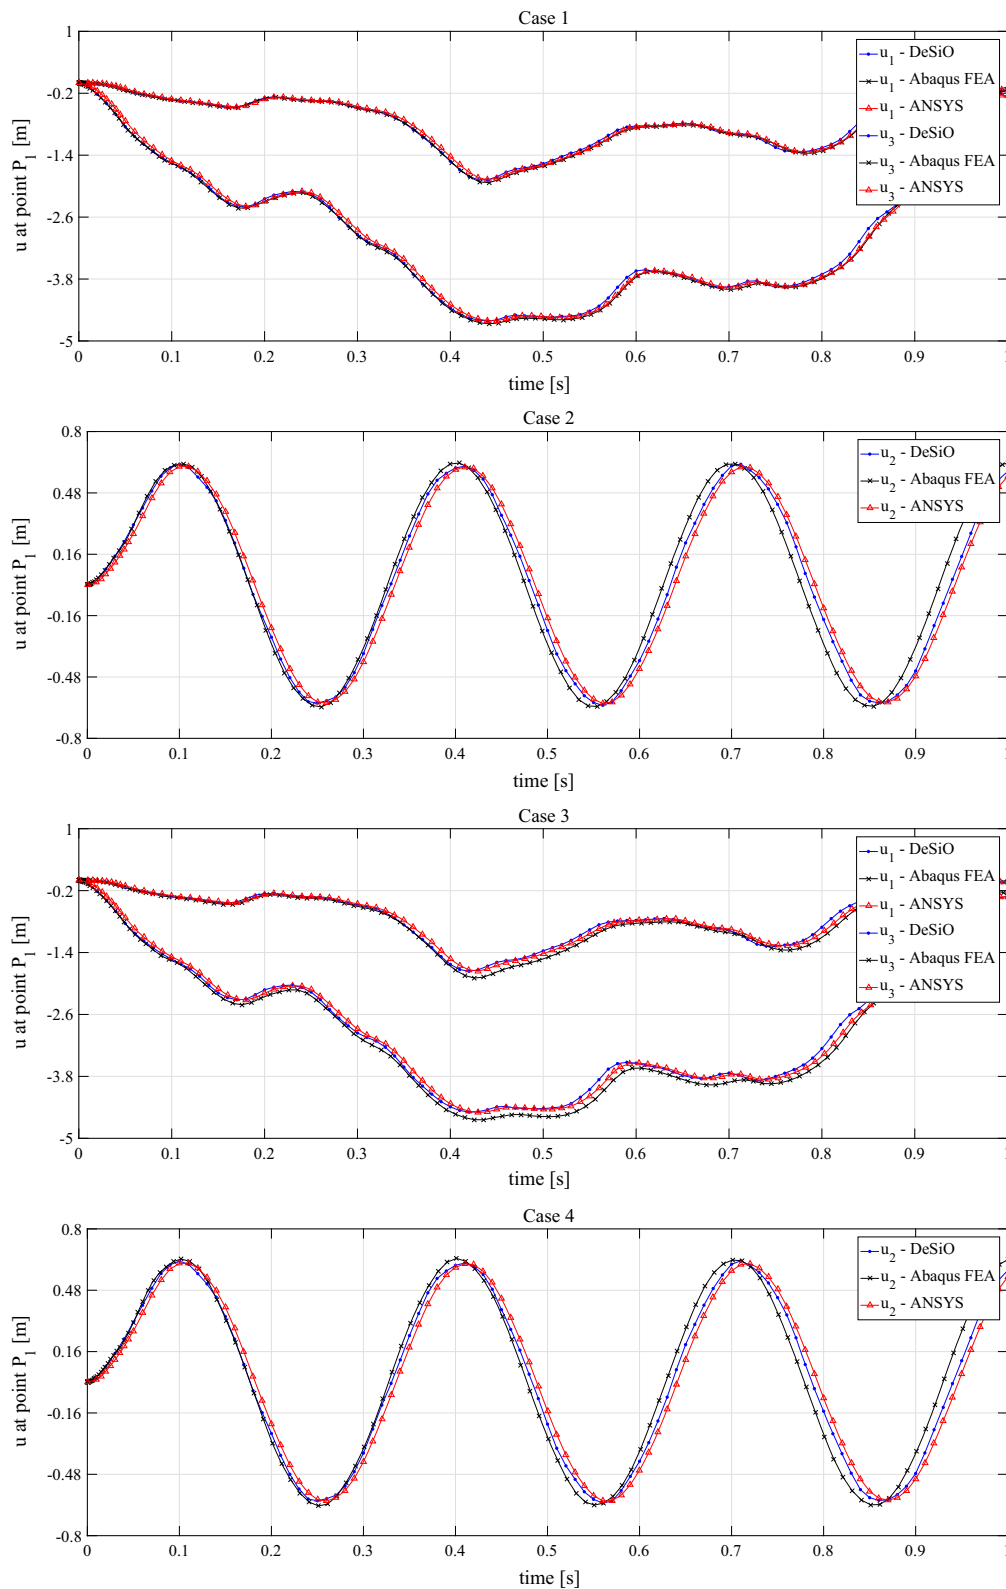 Case 1
u at point P1 [m]
1
-0.2
-1.4
-2.6
-3.8
-5
u1 - DeSiO
u1 - Abaqus FEA
u1 - ANSYS
u3 - DeSiO
u3 - Abaqus FEA
u3 - ANSYS
0 0.1 0.2 0.3 0.4 0.5 0.6 0.7 0.8 0.9 1
time [s]
Case 2
u at point P1 [m]
0.8
0.48
0.16
-0.16
-0.48
-0.8
u2 - DeSiO
u2 - Abaqus FEA
u2 - ANSYS
0 0.1 0.2 0.3 0.4 0.5 0.6 0.7 0.8 0.9 1
time [s]
Case 3
u at point P1 [m]
1
-0.2
-1.4
-2.6
-3.8
-5
u1 - DeSiO
u1 - Abaqus FEA
u1 - ANSYS
u3 - DeSiO
u3 - Abaqus FEA
u3 - ANSYS
0 0.1 0.2 0.3 0.4 0.5 0.6 0.7 0.8 0.9 1
time [s]
Case 4
u at point P1 [m]
0.8
0.48
0.16
-0.16
-0.48
-0.8
u2 - DeSiO
u2 - Abaqus FEA
u2 - ANSYS
0 0.1 0.2 0.3 0.4 0.5 0.6 0.7 0.8 0.9 1
time [s]